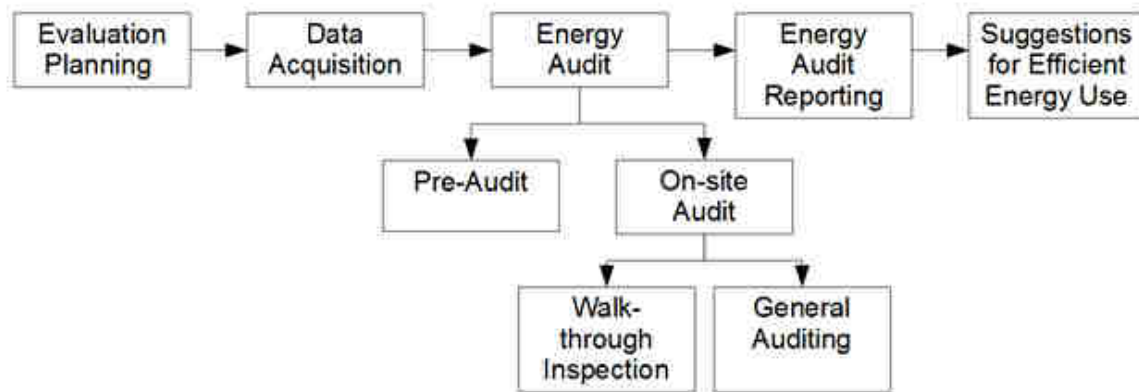 Evaluation
Planning
Data
Acquisition
Energy
Audit
Energy
Audit
Reporting
Suggestions
for Efficient
Energy Use
Pre-Audit
On-site
Audit
Walk-
through
Inspection
General
Auditing